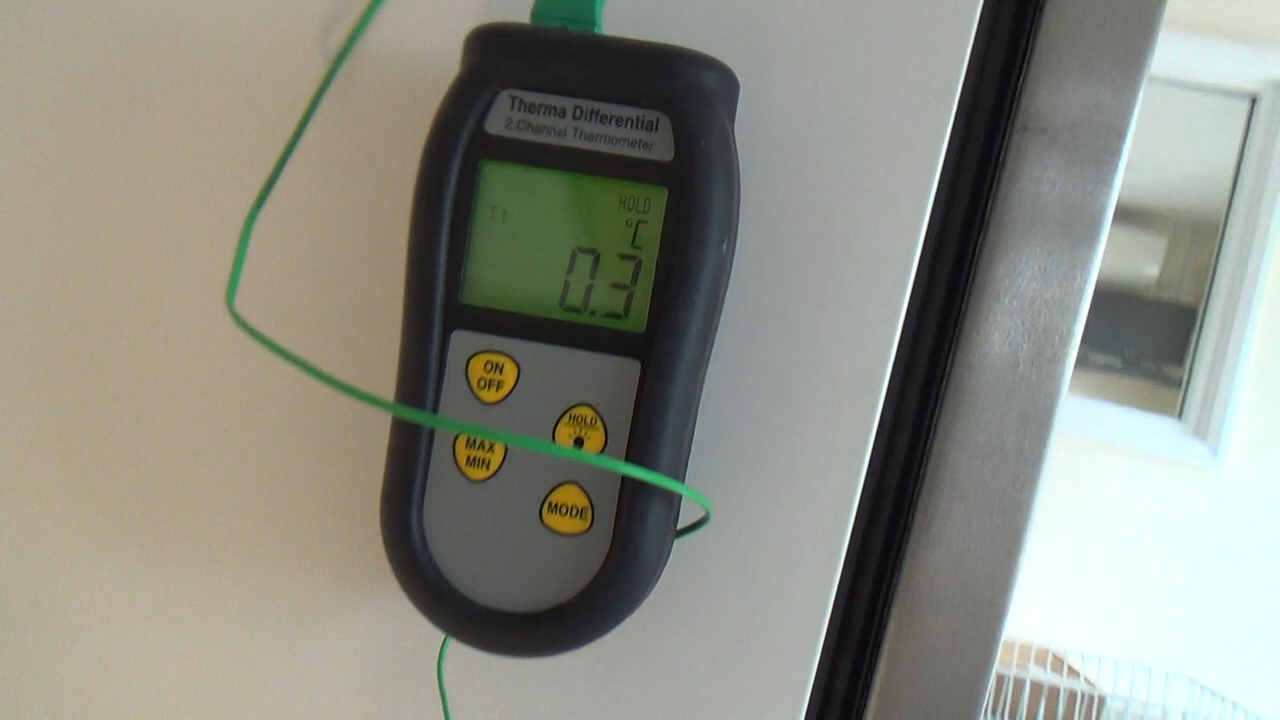 Therma Differential
2 Channel Thermometer
HOLD
T1
°C
0.3
ON
OFF
HOLD
MAX
MIN
MODE